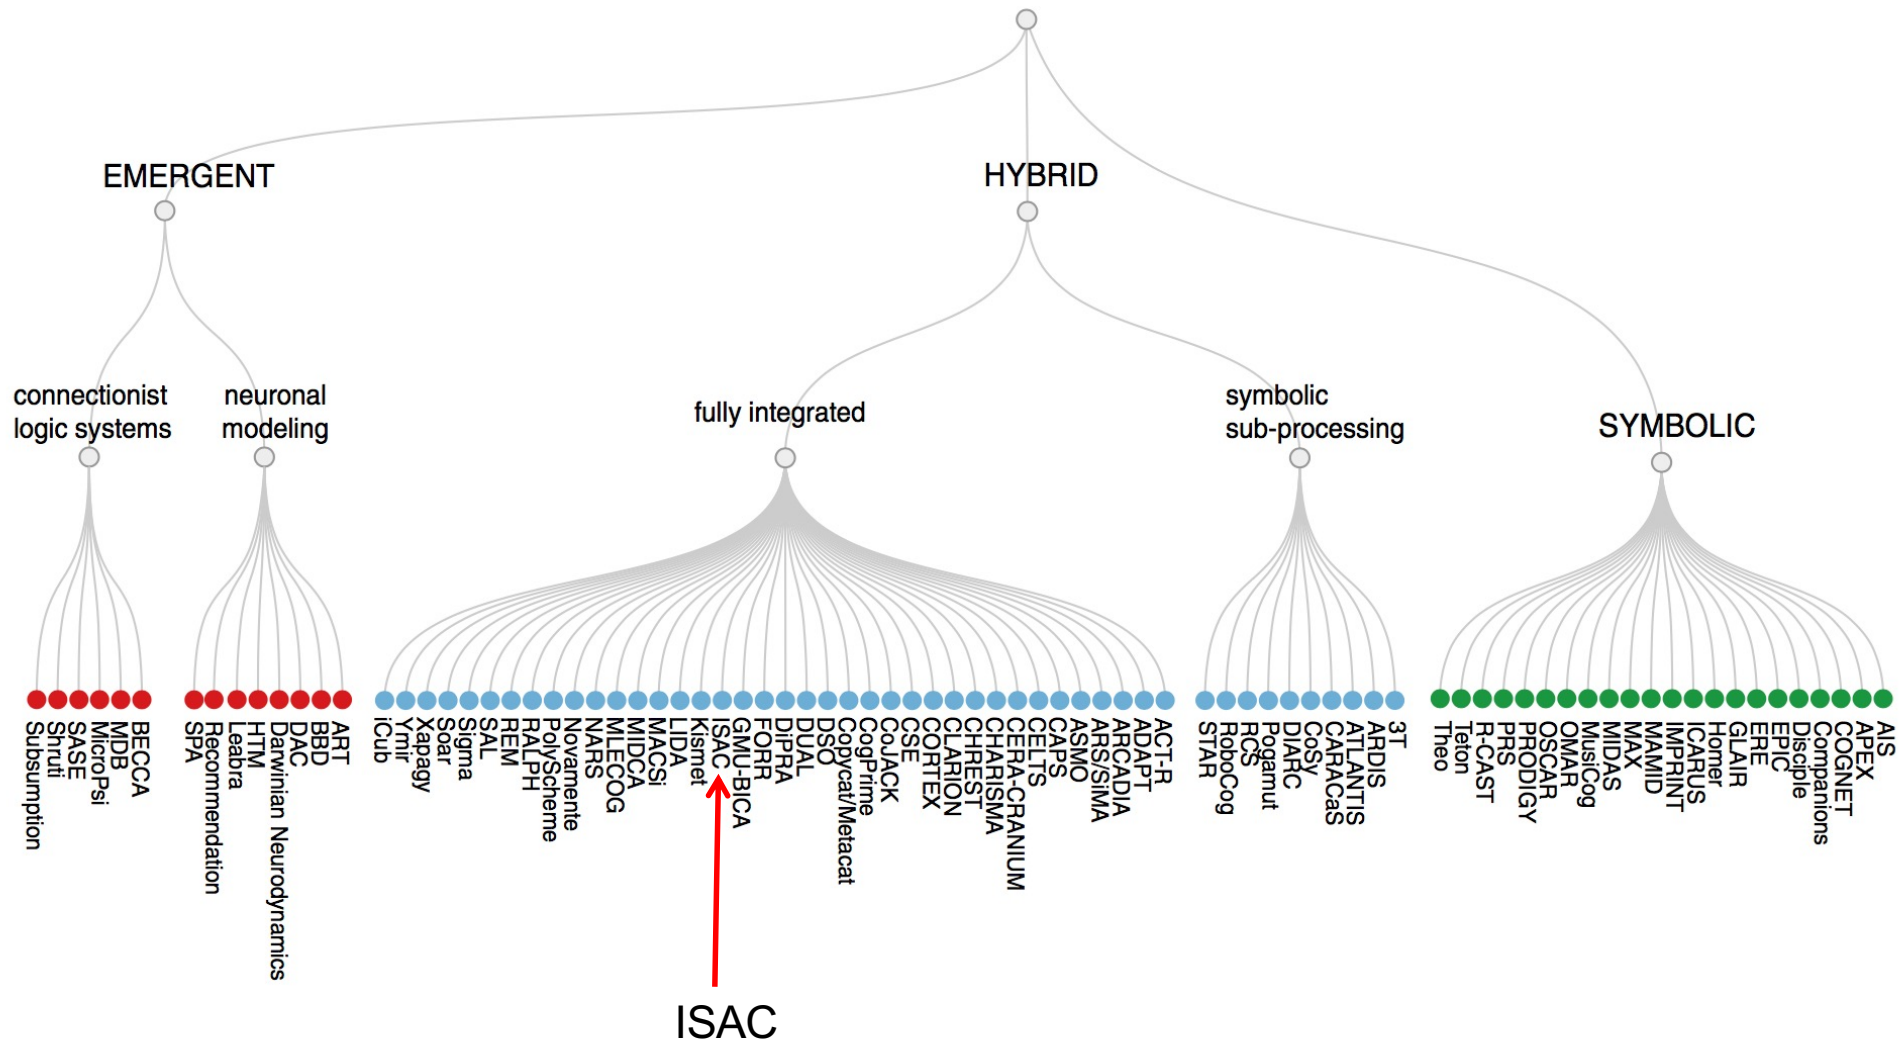 EMERGENT
HYBRID
connectionist
logic systems
neuronal
modeling
fully integrated
symbolic
sub-processing
SYMBOLIC
Subsumption
Shruti
SASE
MicroPsi
MDB
BECCA
SPA
Recommendation
Leabra
HTM
Darwinian Neurodynamics
DAC
BBD
ART
iCub
Ymir
Xapagy
Soar
Sigma
SAL
REM
RALPH
PolyScheme
Novamente
NARS
MLECOG
MIDCA
MACSi
LIDA
Kismet
ISAC
GMU-BICA
FORR
DiPRA
DUAL
DSO
Copycat/Metacat
CogPrime
CoJACK
CSE
CORTEX
CLARION
CHREST
CHARISMA
CERA-CRANIUM
CELTS
CAPS
ASMO
ARS/SiMA
ARCADIA
ADAPT
ACT-R
STAR
RoboCog
RCS
Pogamut
DIARC
CoSy
CARACaS
ATLANTIS
ARDIS
3T
Theo
Teton
R-CAST
PRS
PRODIGY
OSCAR
OMAR
MusiCog
MIDAS
MAX
MAMID
IMPRINT
ICARUS
Homer
GLAIR
ERE
EPIC
Disciple
Companions
COGNET
APEX
AIS
ISAC